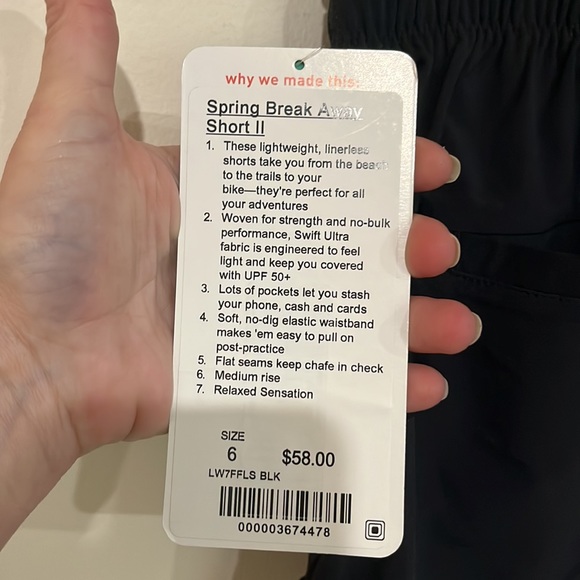 why we made this:
Spring Break Away
Short II
1. These lightweight, linerless
shorts take you from the beach
to the trails to your
bike—they're perfect for all
your adventures
2. Woven for strength and no-bulk
performance, Swift Ultra
fabric is engineered to feel
light and keep you covered
with UPF 50+
3. Lots of pockets let you stash
your phone, cash and cards
4. Soft, no-dig elastic waistband
makes 'em easy to pull on
post-practice
5. Flat seams keep chafe in check
6. Medium rise
7. Relaxed Sensation
SIZE
6 $58.00
LW7FFLS BLK
000003674478